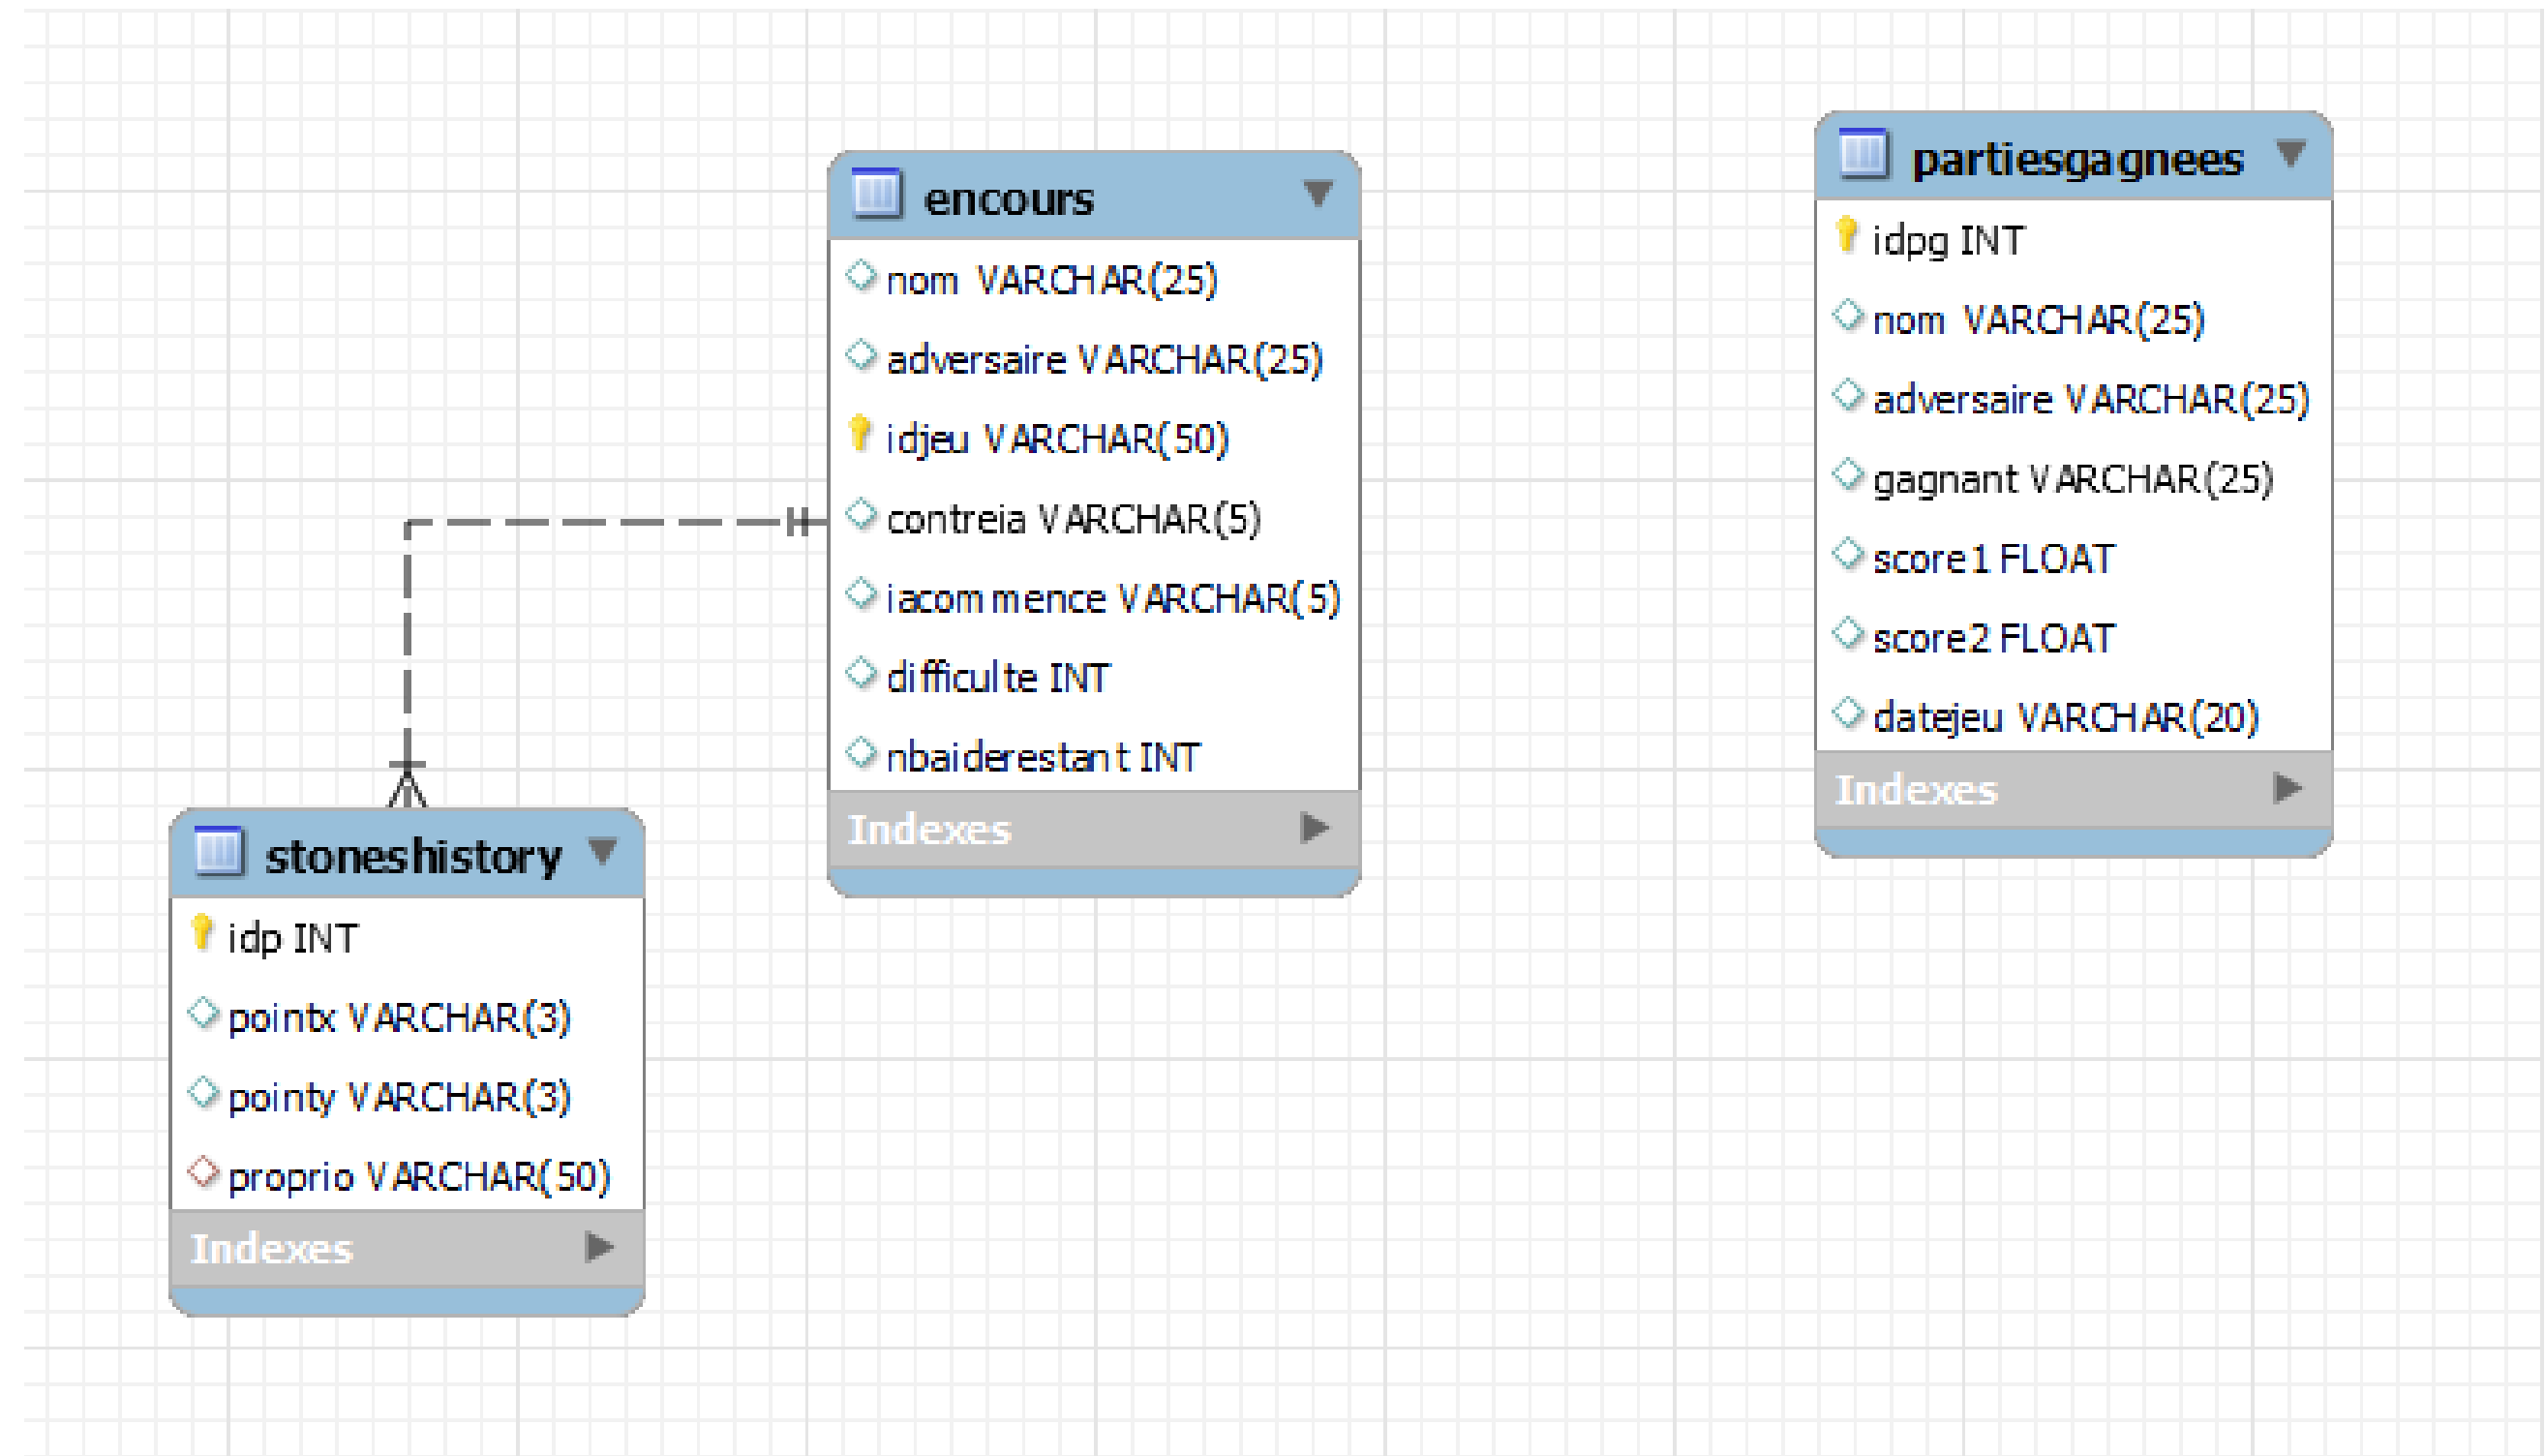 encours
nom VARCHAR(25)
adversaire VARCHAR(25)
idjeu VARCHAR(50)
contreia VARCHAR(5)
iacommence VARCHAR(5)
difficulte INT
nbaiderestant INT
Indexes
partiesgagnees
idpg INT
nom VARCHAR(25)
adversaire VARCHAR(25)
gagnant VARCHAR(25)
score1 FLOAT
score2 FLOAT
datejeu VARCHAR(20)
Indexes
stoneshistory
idp INT
pointx VARCHAR(3)
pointy VARCHAR(3)
proprio VARCHAR(50)
Indexes